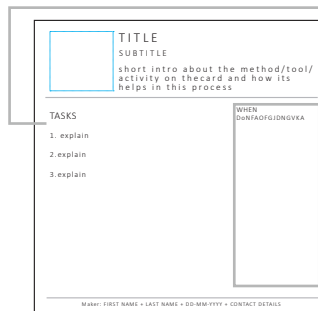 TITLE
SUBTITLE
short intro about the method/tool/
activity on thecard and how its
helps in this process
TASKS
1. explain
2.explain
3.explain
WHEN
DoNFAOFGJDNGVKA
Maker: FIRST NAME + LAST NAME + DD-MM-YYYY + CONTACT DETAILS